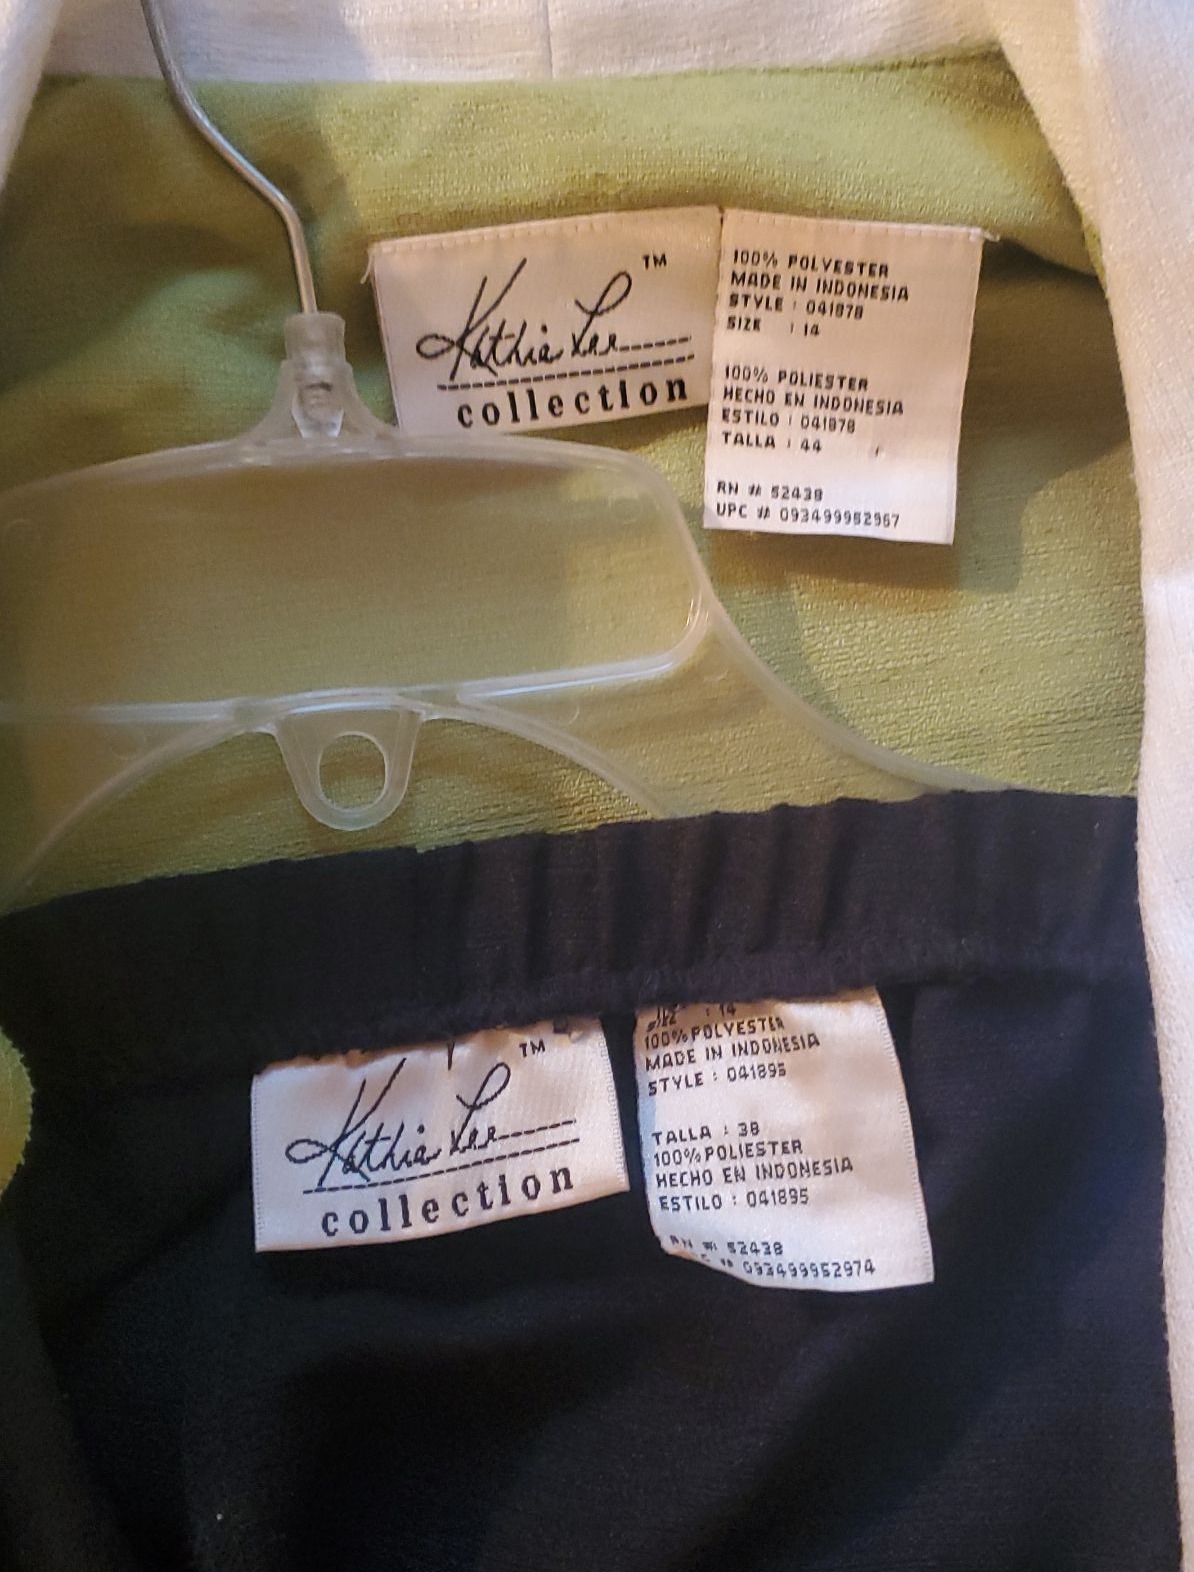 Kathie Lee ™
collection
100% POLYESTER
MADE IN INDONESIA
STYLE : 041878
SIZE : 14
100% POLIESTER
HECHO EN INDONESIA
ESTILO : 041878
TALLA : 44
RN # 52438
UPC # 093499952967
Kathie Lee ™
collection
: 14
100% POLYESTER
MADE IN INDONESIA
STYLE : 041895
TALLA : 38
100% POLIESTER
HECHO EN INDONESIA
ESTILO : 041895
RN # 52438
# 093499952974